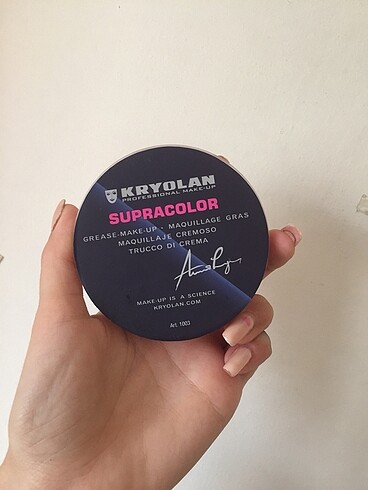 KRYOLAN
PROFESSIONAL MAKE-UP
SUPRACOLOR
GREASE-MAKE-UP - MAQUILLAGE GRAS
MAQUILLAJE CREMOSO
TRUCCO DI CREMA
MAKE-UP IS A SCIENCE
KRYOLAN.COM
Art. 1003